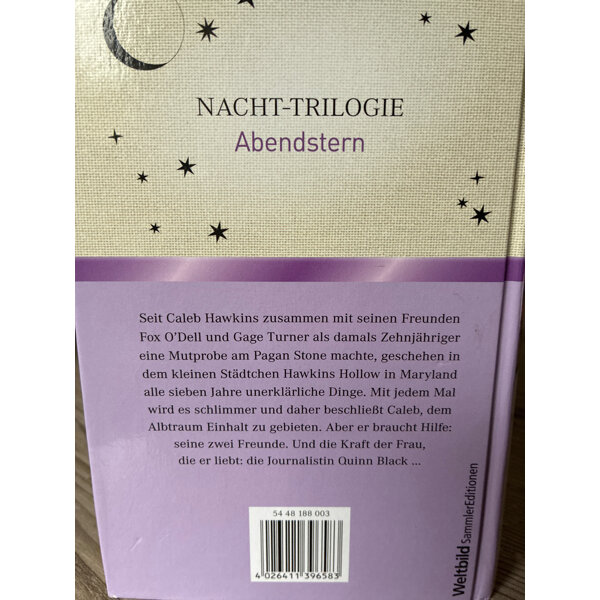 NACHT-TRILOGIE
Abendstern
Seit Caleb Hawkins zusammen mit seinen Freunden
Fox O'Dell und Gage Turner als damals Zehnjähriger
eine Mutprobe am Pagan Stone machte, geschehen in
dem kleinen Städtchen Hawkins Hollow in Maryland
alle sieben Jahre unerklärliche Dinge. Mit jedem Mal
wird es schlimmer und daher beschließt Caleb, dem
Albtraum Einhalt zu gebieten. Aber er braucht Hilfe:
seine zwei Freunde. Und die Kraft der Frau,
die er liebt: die Journalistin Quinn Black ...
54 48 188 003
4 026411 396583
Weltbild SammlerEditionen